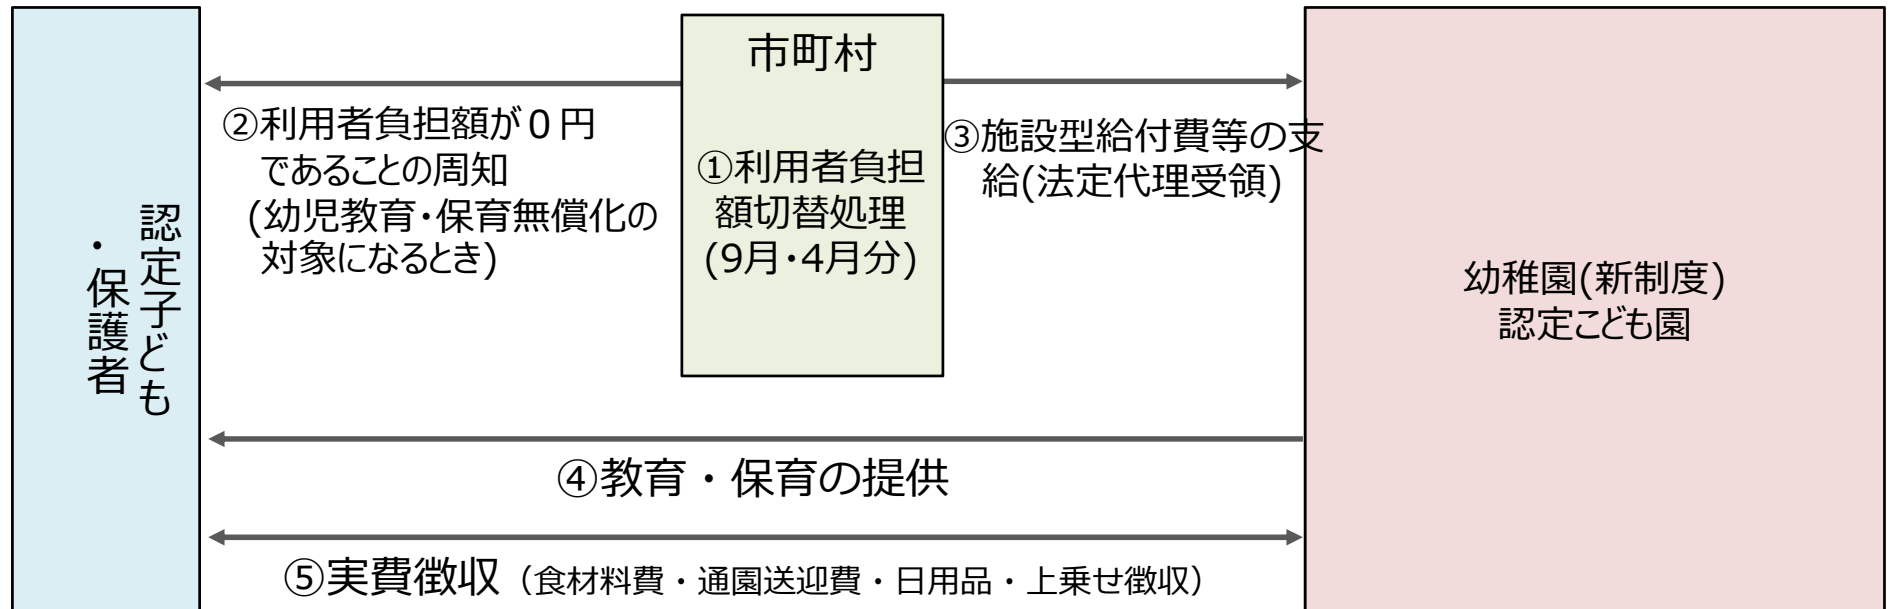 認定子ども
・保護者
市町村
①利用者負担
額切替処理
(9月・4月分)
②利用者負担額が０円
であることの周知
(幼児教育・保育無償化の
対象になるとき)
③施設型給付費等の支
給(法定代理受領)
幼稚園(新制度)
認定こども園
④教育・保育の提供
⑤実費徴収（食材料費・通園送迎費・日用品・上乗せ徴収）